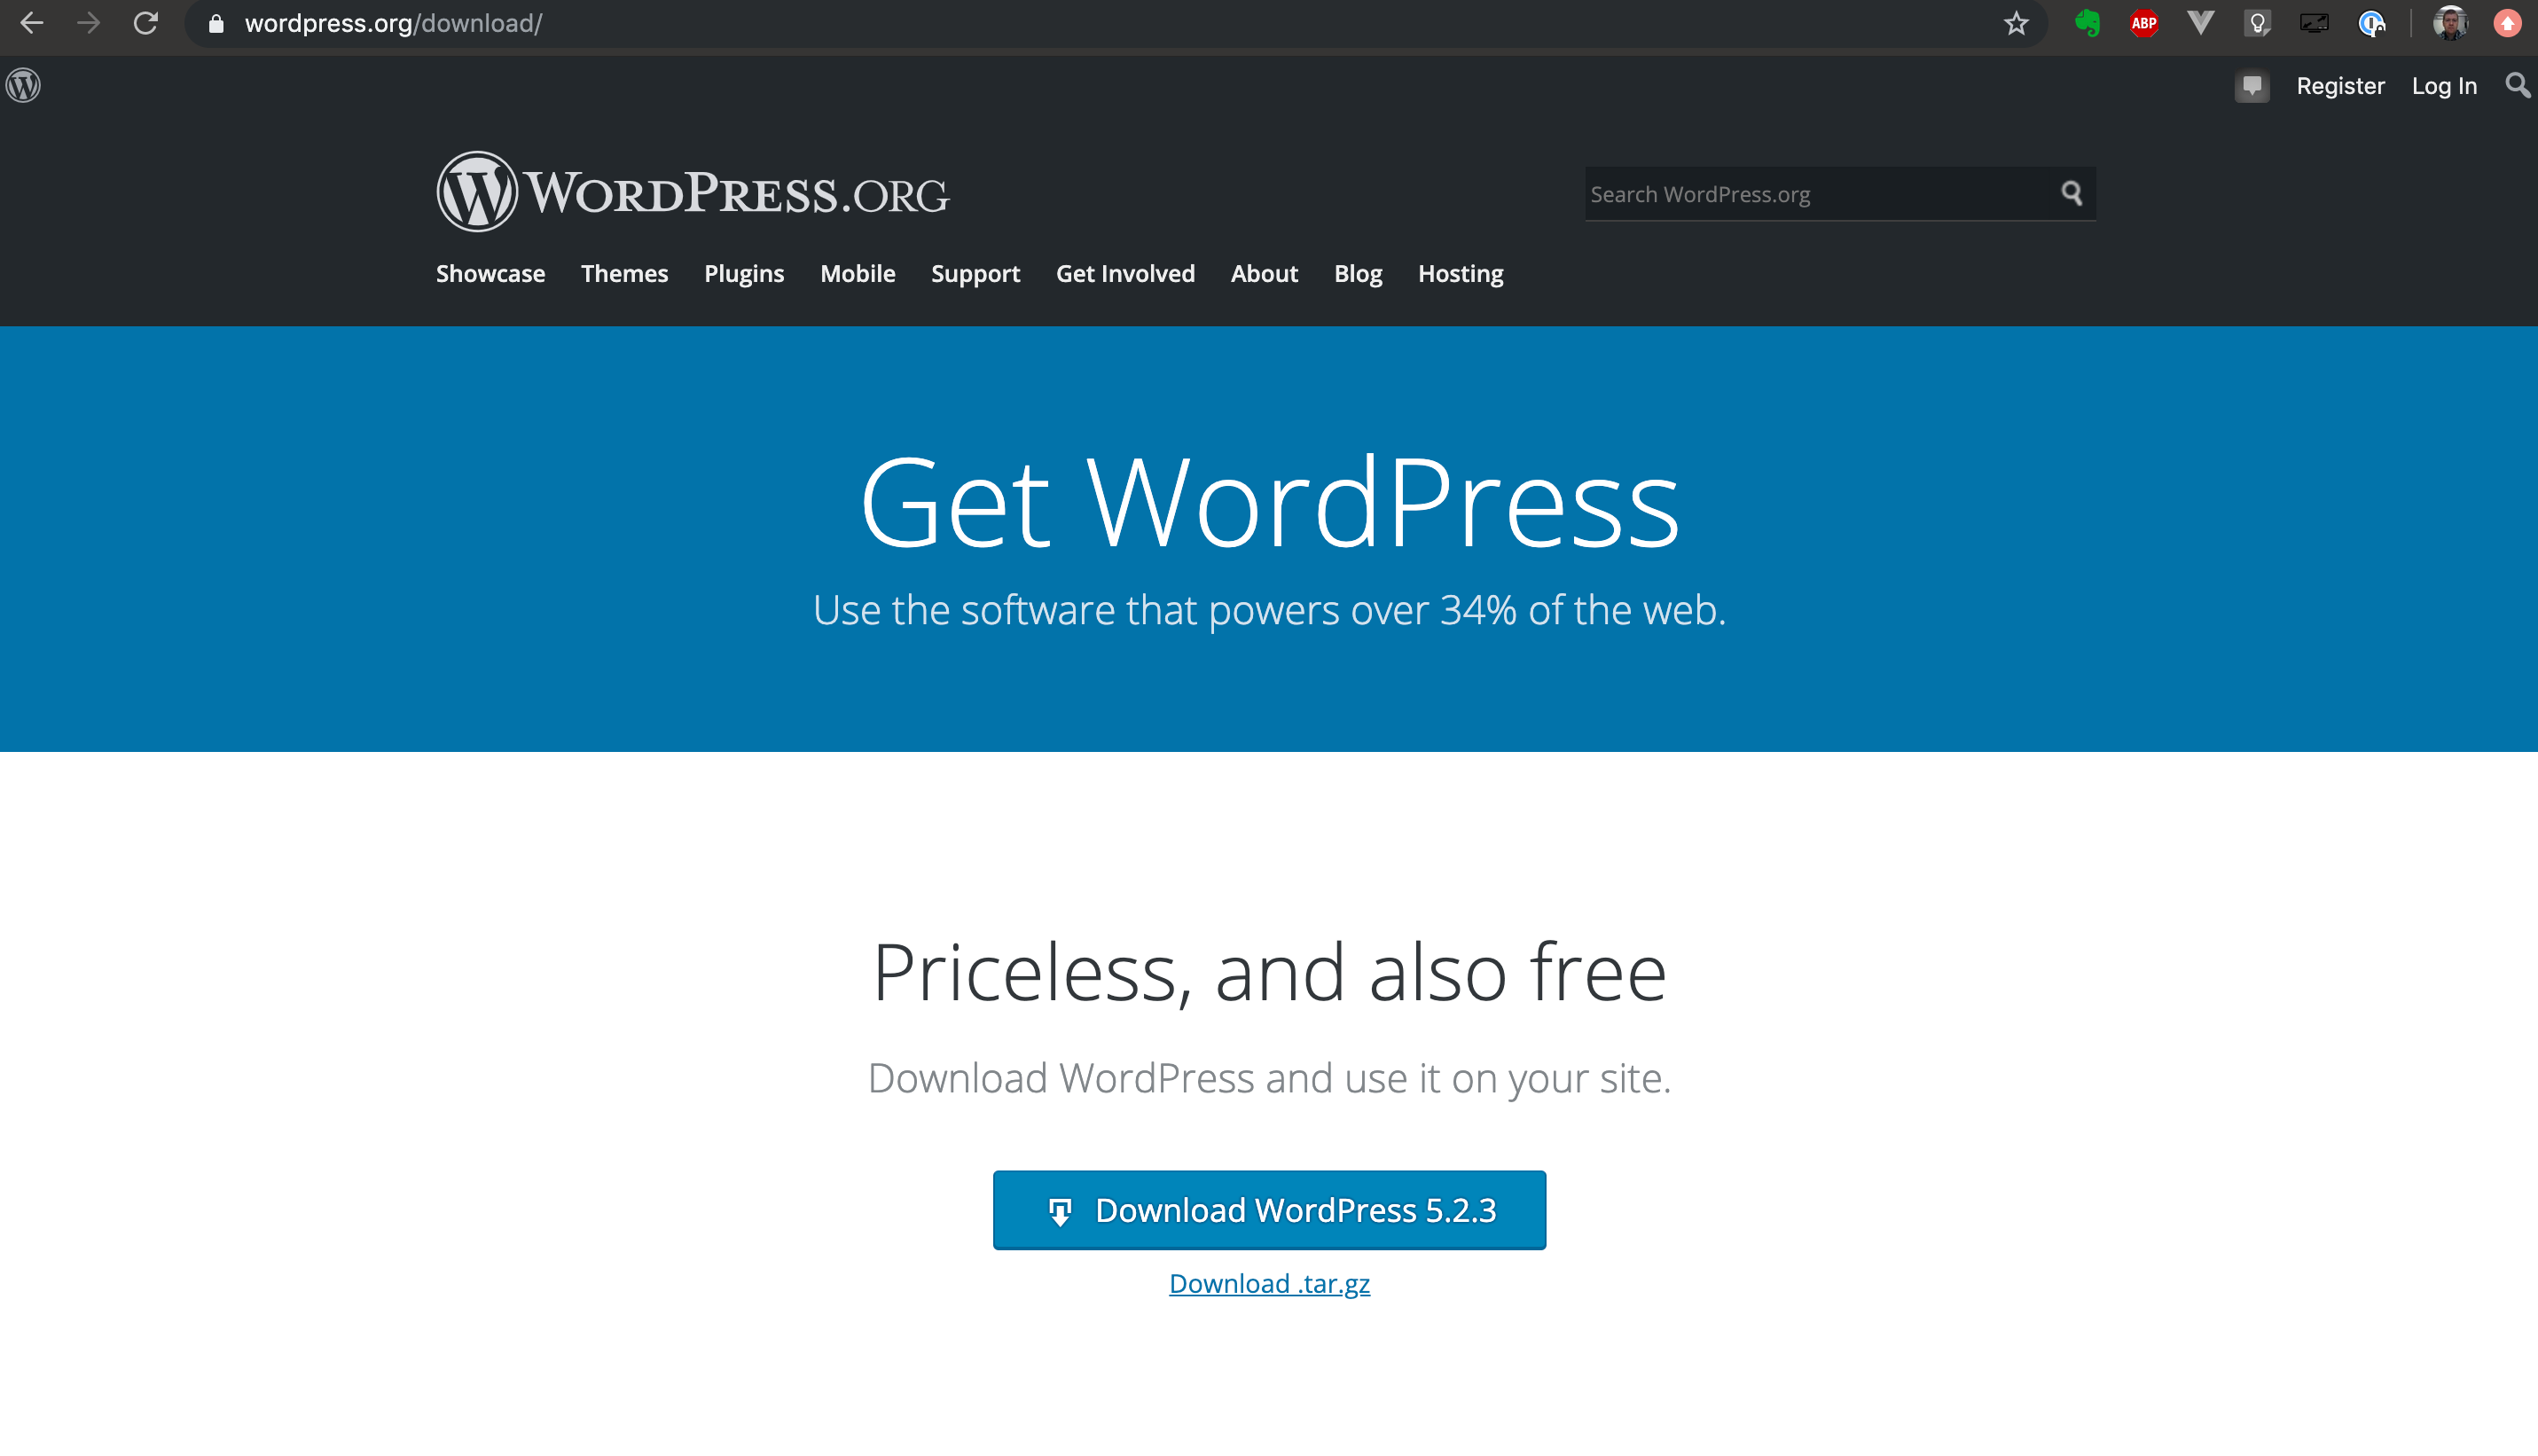 wordpress.org/download/
ABP
Register Log In
WORDPRESS.ORG
Search WordPress.org
Showcase Themes Plugins Mobile Support Get Involved About Blog Hosting
Get WordPress
Use the software that powers over 34% of the web.
Priceless, and also free
Download WordPress and use it on your site.
Download WordPress 5.2.3
Download .tar.gz